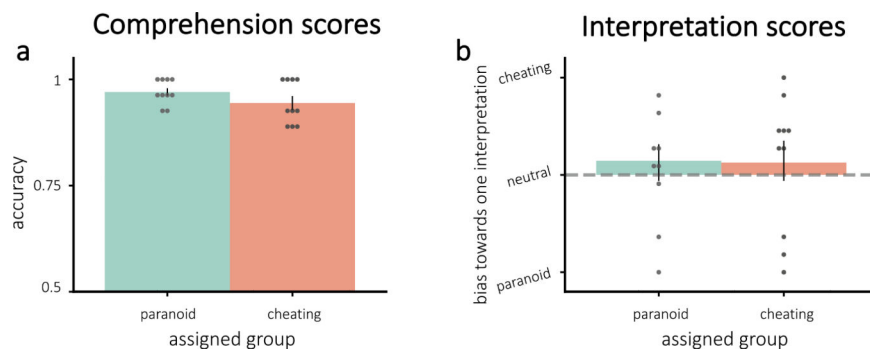 Comprehension scores
a
1
0.75
0.5
accuracy
paranoid
cheating
assigned group
Interpretation scores
b
cheating
neutral
paranoid
bias towards one interpretation
paranoid
cheating
assigned group